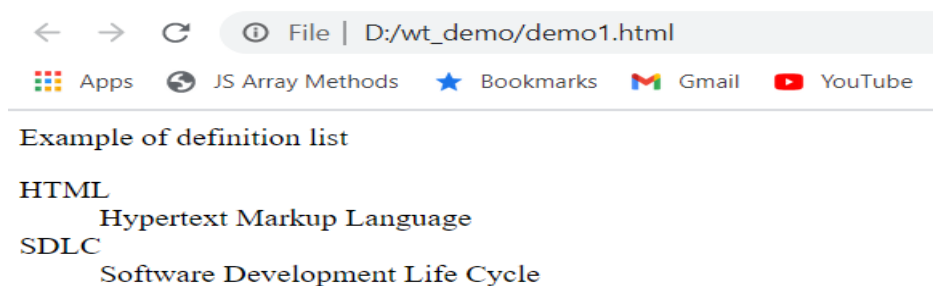 File | D:/wt_demo/demo1.html
Apps JS Array Methods Bookmarks Gmail YouTube
Example of definition list
HTML
Hypertext Markup Language
SDLC
Software Development Life Cycle